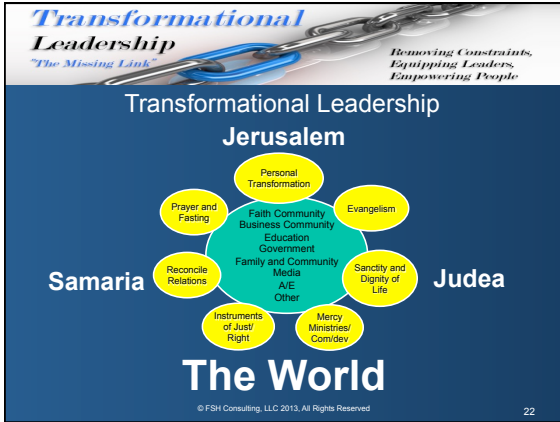 Transformational
Leadership
"The Missing Link"
Removing Constraints,
Equipping Leaders,
Empowering People
Transformational Leadership
Jerusalem
Personal
Transformation
Prayer and
Fasting
Evangelism
Faith Community
Business Community
Education
Government
Family and Community
Media
A/E
Other
Samaria
Reconcile
Relations
Sanctity and
Dignity of
Life
Judea
Instruments
of Just/
Right
Mercy
Ministries/
Com/dev
The World
© FSH Consulting, LLC 2013, All Rights Reserved
22